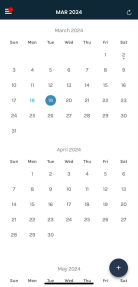 MAR 2024
March 2024
Sun Mon Tue Wed Thu Fri Sat
1 2
3 4 5 6 7 8 9
10 11 12 13 14 15 16
17 18 19 20 21 22 23
24 25 26 27 28 29 30
31
April 2024
Sun Mon Tue Wed Thu Fri Sat
1 2 3 4 5 6
7 8 9 10 11 12 13
14 15 16 17 18 19 20
21 22 23 24 25 26 27
28 29 30
May 2024
Sun Mon Tue Wed Thu Fri Sat